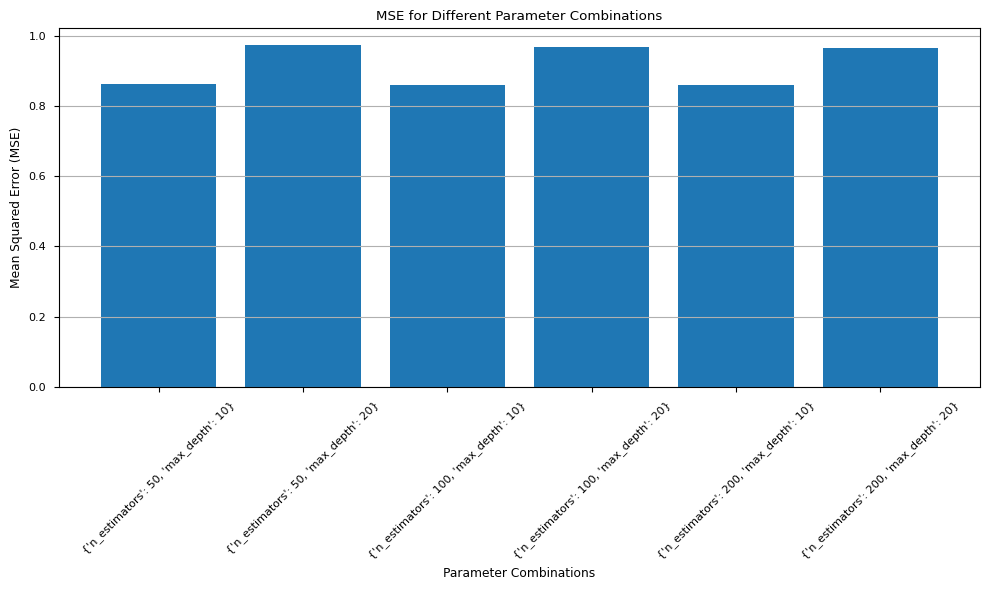 MSE for Different Parameter Combinations
Mean Squared Error (MSE)
1.0
0.8
0.6
0.4
0.2
0.0
{'n_estimators': 50, 'max_depth': 10}
{'n_estimators': 50, 'max_depth': 20}
{'n_estimators': 100, 'max_depth': 10}
{'n_estimators': 100, 'max_depth': 20}
{'n_estimators': 200, 'max_depth': 10}
{'n_estimators': 200, 'max_depth': 20}
Parameter Combinations